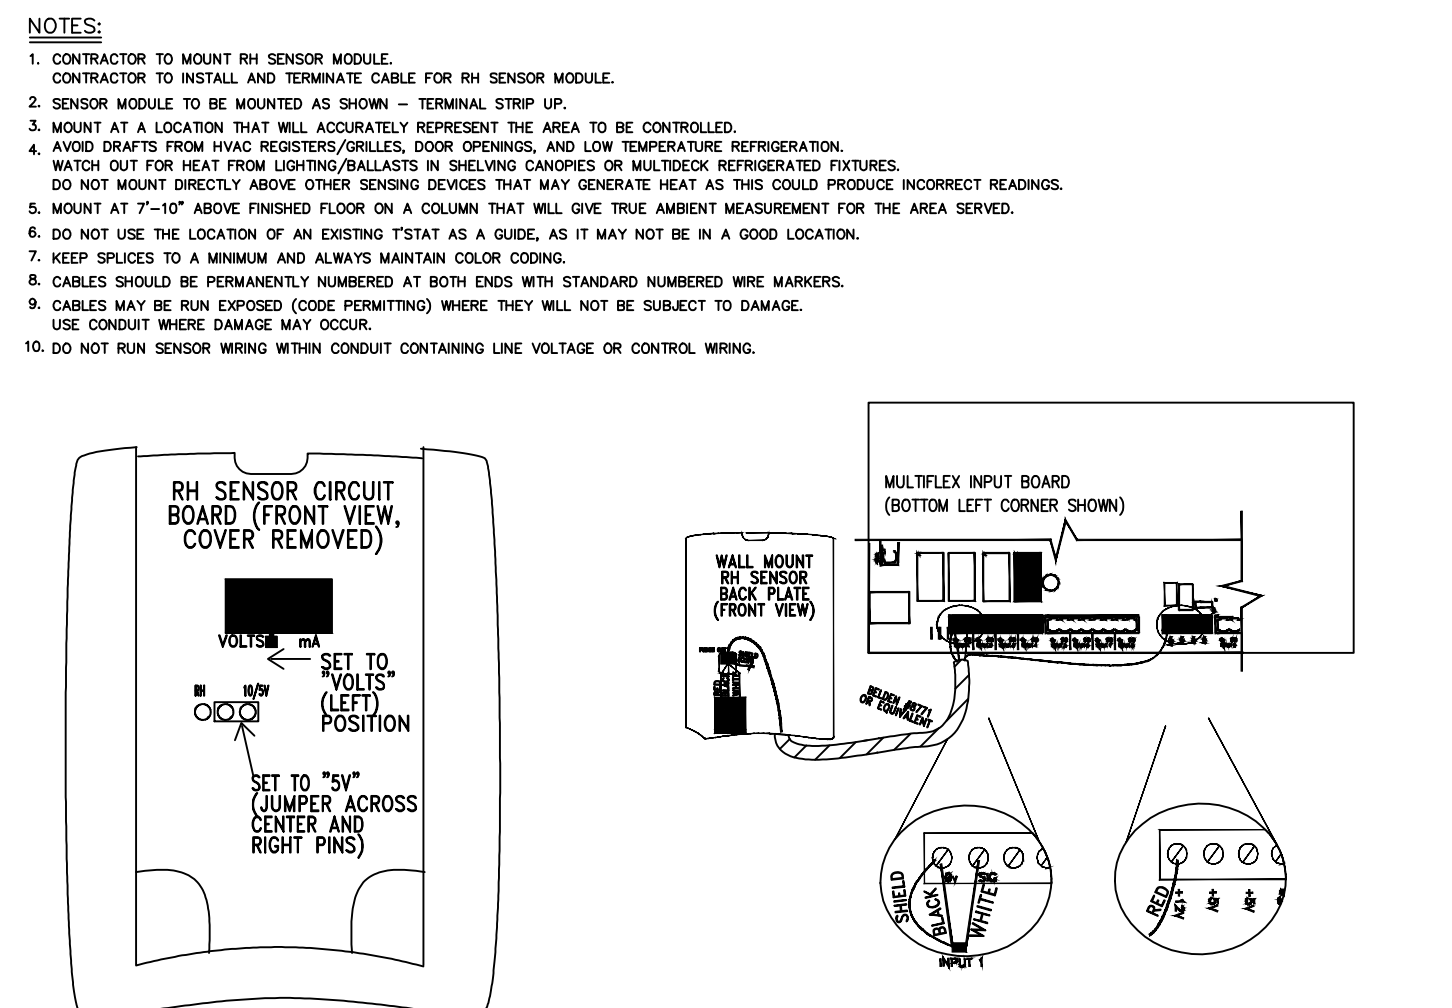 NOTES:
1. CONTRACTOR TO MOUNT RH SENSOR MODULE.
CONTRACTOR TO INSTALL AND TERMINATE CABLE FOR RH SENSOR MODULE.
2. SENSOR MODULE TO BE MOUNTED AS SHOWN – TERMINAL STRIP UP.
3. MOUNT AT A LOCATION THAT WILL ACCURATELY REPRESENT THE AREA TO BE CONTROLLED.
4. AVOID DRAFTS FROM HVAC REGISTERS/GRILLES, DOOR OPENINGS, AND LOW TEMPERATURE REFRIGERATION.
WATCH OUT FOR HEAT FROM LIGHTING/BALLASTS IN SHELVING CANOPIES OR MULTIDECK REFRIGERATED FIXTURES.
DO NOT MOUNT DIRECTLY ABOVE OTHER SENSING DEVICES THAT MAY GENERATE HEAT AS THIS COULD PRODUCE INCORRECT READINGS.
5. MOUNT AT 7'–10" ABOVE FINISHED FLOOR ON A COLUMN THAT WILL GIVE TRUE AMBIENT MEASUREMENT FOR THE AREA SERVED.
6. DO NOT USE THE LOCATION OF AN EXISTING T'STAT AS A GUIDE, AS IT MAY NOT BE IN A GOOD LOCATION.
7. KEEP SPLICES TO A MINIMUM AND ALWAYS MAINTAIN COLOR CODING.
8. CABLES SHOULD BE PERMANENTLY NUMBERED AT BOTH ENDS WITH STANDARD NUMBERED WIRE MARKERS.
9. CABLES MAY BE RUN EXPOSED (CODE PERMITTING) WHERE THEY WILL NOT BE SUBJECT TO DAMAGE.
USE CONDUIT WHERE DAMAGE MAY OCCUR.
10. DO NOT RUN SENSOR WIRING WITHIN CONDUIT CONTAINING LINE VOLTAGE OR CONTROL WIRING.
RH SENSOR CIRCUIT
BOARD (FRONT VIEW,
COVER REMOVED)
VOLTS mA
SET TO
"VOLTS"
(LEFT)
POSITION
RH 10/5V
SET TO "5V"
(JUMPER ACROSS
CENTER AND
RIGHT PINS)
WALL MOUNT
RH SENSOR
BACK PLATE
(FRONT VIEW)
RED
BLACK
WHITE
MULTIFLEX INPUT BOARD
(BOTTOM LEFT CORNER SHOWN)
BELDEN #8771
OR EQUIVALENT
0v SIG
SHIELD
BLACK
WHITE
INPUT 1
RED
+12V
+5V
+5V